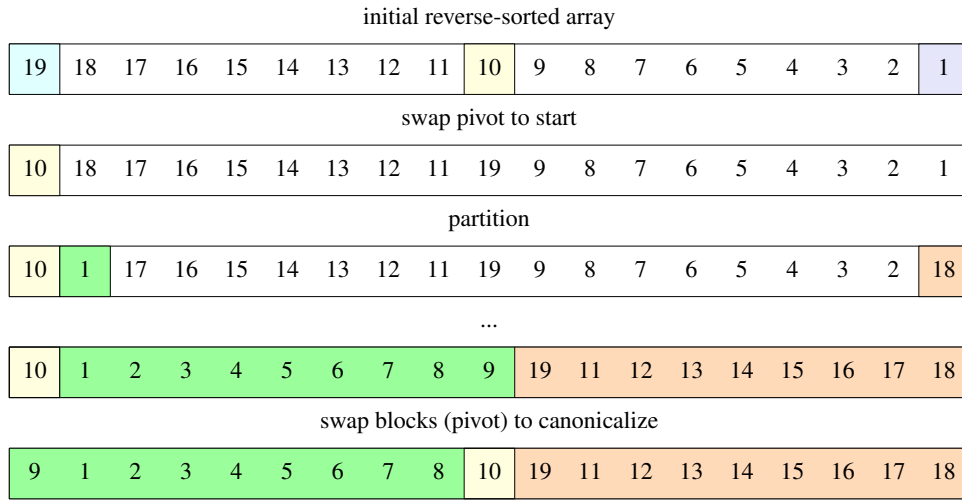 initial reverse-sorted array
19 18 17 16 15 14 13 12 11 10 9 8 7 6 5 4 3 2 1
swap pivot to start
10 18 17 16 15 14 13 12 11 19 9 8 7 6 5 4 3 2 1
partition
10 1 17 16 15 14 13 12 11 19 9 8 7 6 5 4 3 2 18
...
10 1 2 3 4 5 6 7 8 9 19 11 12 13 14 15 16 17 18
swap blocks (pivot) to canonicalize
9 1 2 3 4 5 6 7 8 10 19 11 12 13 14 15 16 17 18